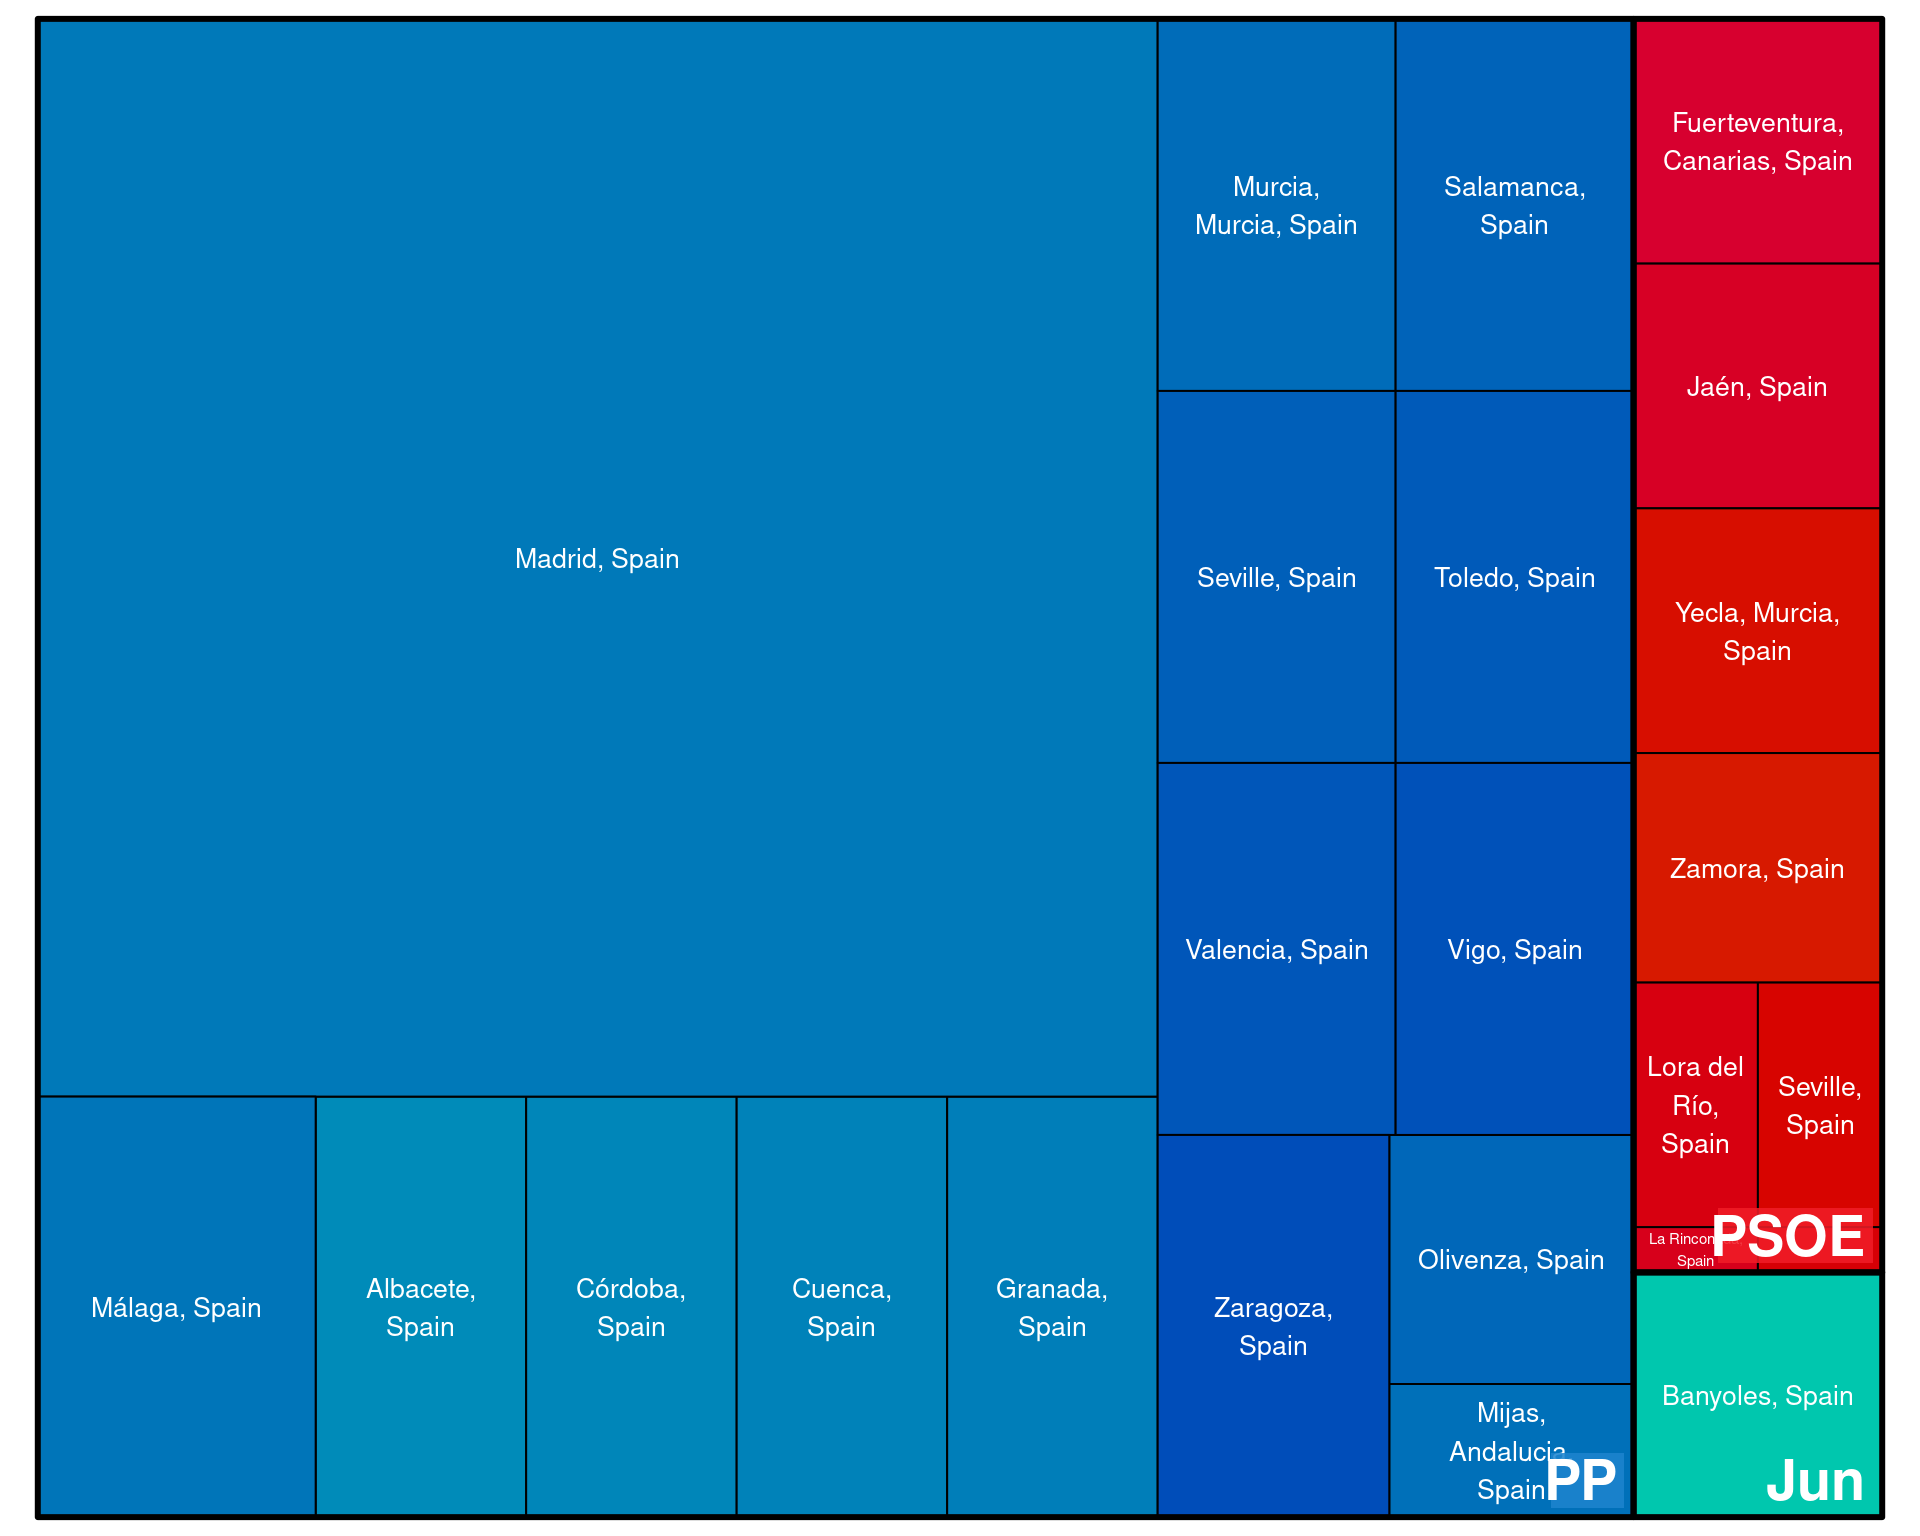 Madrid, Spain
Murcia,
Murcia, Spain
Salamanca,
Spain
Seville, Spain
Toledo, Spain
Valencia, Spain
Vigo, Spain
Málaga, Spain
Albacete,
Spain
Córdoba,
Spain
Cuenca,
Spain
Granada,
Spain
Zaragoza,
Spain
Olivenza, Spain
Mijas,
Andalucia,
Spain
PP
Fuerteventura,
Canarias, Spain
Jaén, Spain
Yecla, Murcia,
Spain
Zamora, Spain
Lora del
Río,
Spain
Seville,
Spain
La
Spain
PSOE
Banyoles, Spain
Jun